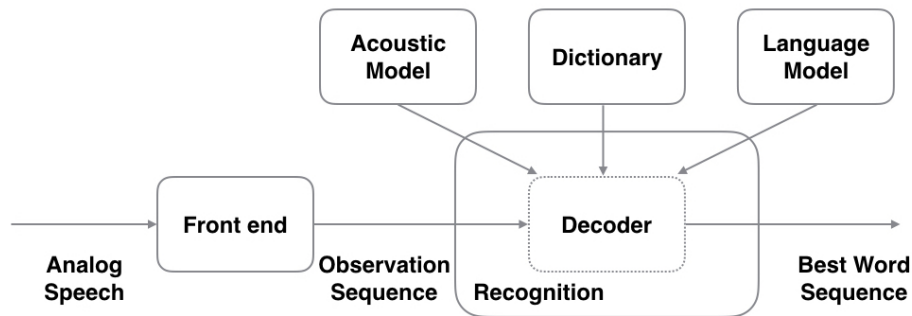 Acoustic
Model
Dictionary
Language
Model
Front end
Decoder
Analog
Speech
Observation
Sequence
Recognition
Best Word
Sequence